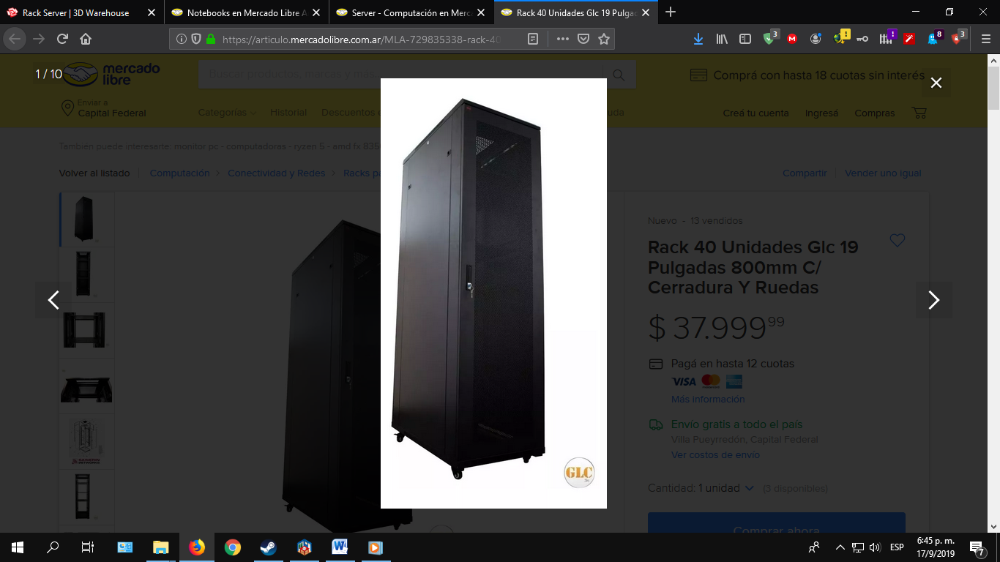 Rack Server | 3D Warehouse
Notebooks en Mercado Libre A
Server - Computación en Merc
Rack 40 Unidades Glc 19 Pulga
https://articulo.mercadolibre.com.ar/MLA-729835338-rack-40
3
!
!
8
3
1 / 10
mercado
libre
Buscar productos, marcas y más
Comprá con hasta 18 cuotas sin interés
Enviar a
Capital Federal
Categorías
Historial
Descuentos
uda
Creá tu cuenta
Ingresá
Compras
También puede interesarte: monitor pc - computadoras - ryzen 5 - amd fx 835
Volver al listado
Computación
Conectividad y Redes
Racks pa
Compartir
Vender uno igual
Nuevo - 13 vendidos
Rack 40 Unidades Glc 19
Pulgadas 800mm C/
Cerradura Y Ruedas
$ 37.999 99
Pagá en hasta 12 cuotas
VISA
Más información
Envío gratis a todo el país
Villa Pueyrredón, Capital Federal
Ver costos de envío
Cantidad: 1 unidad (3 disponibles)
Comprar ahora
GLC
ESP
6:45 p. m.
17/9/2019
7